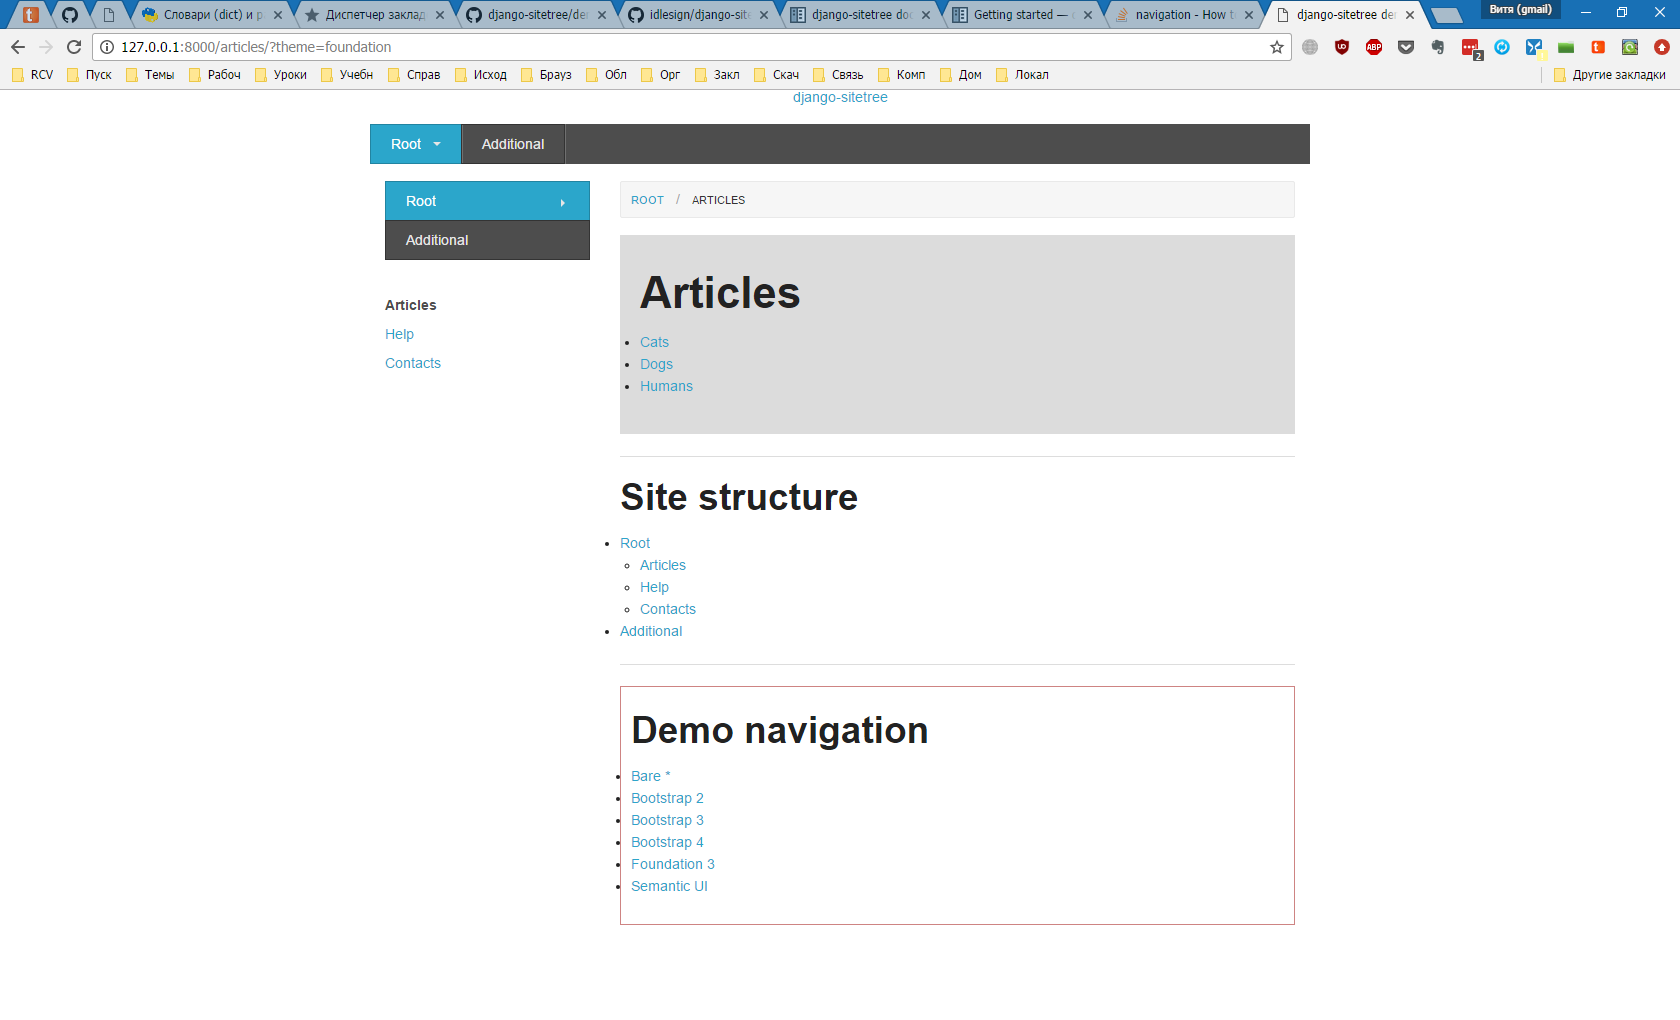 Словари (dict) и р
Диспетчер заклад
django-sitetree/de
idlesign/django-site
django-sitetree do
Getting started —
navigation - How t
django-sitetree de
Витя (gmail)
127.0.0.1:8000/articles/?theme=foundation
RCV Пуск Темы Рабоч Уроки Учебн Справ Исход Брауз Обл Орг Закл Скач Связь Комп Дом Локал Другие закладки
django-sitetree
Root Additional
Root
Additional
Articles
Help
Contacts
ROOT / ARTICLES
Articles
Cats
Dogs
Humans
Site structure
Root
Articles
Help
Contacts
Additional
Demo navigation
Bare *
Bootstrap 2
Bootstrap 3
Bootstrap 4
Foundation 3
Semantic UI